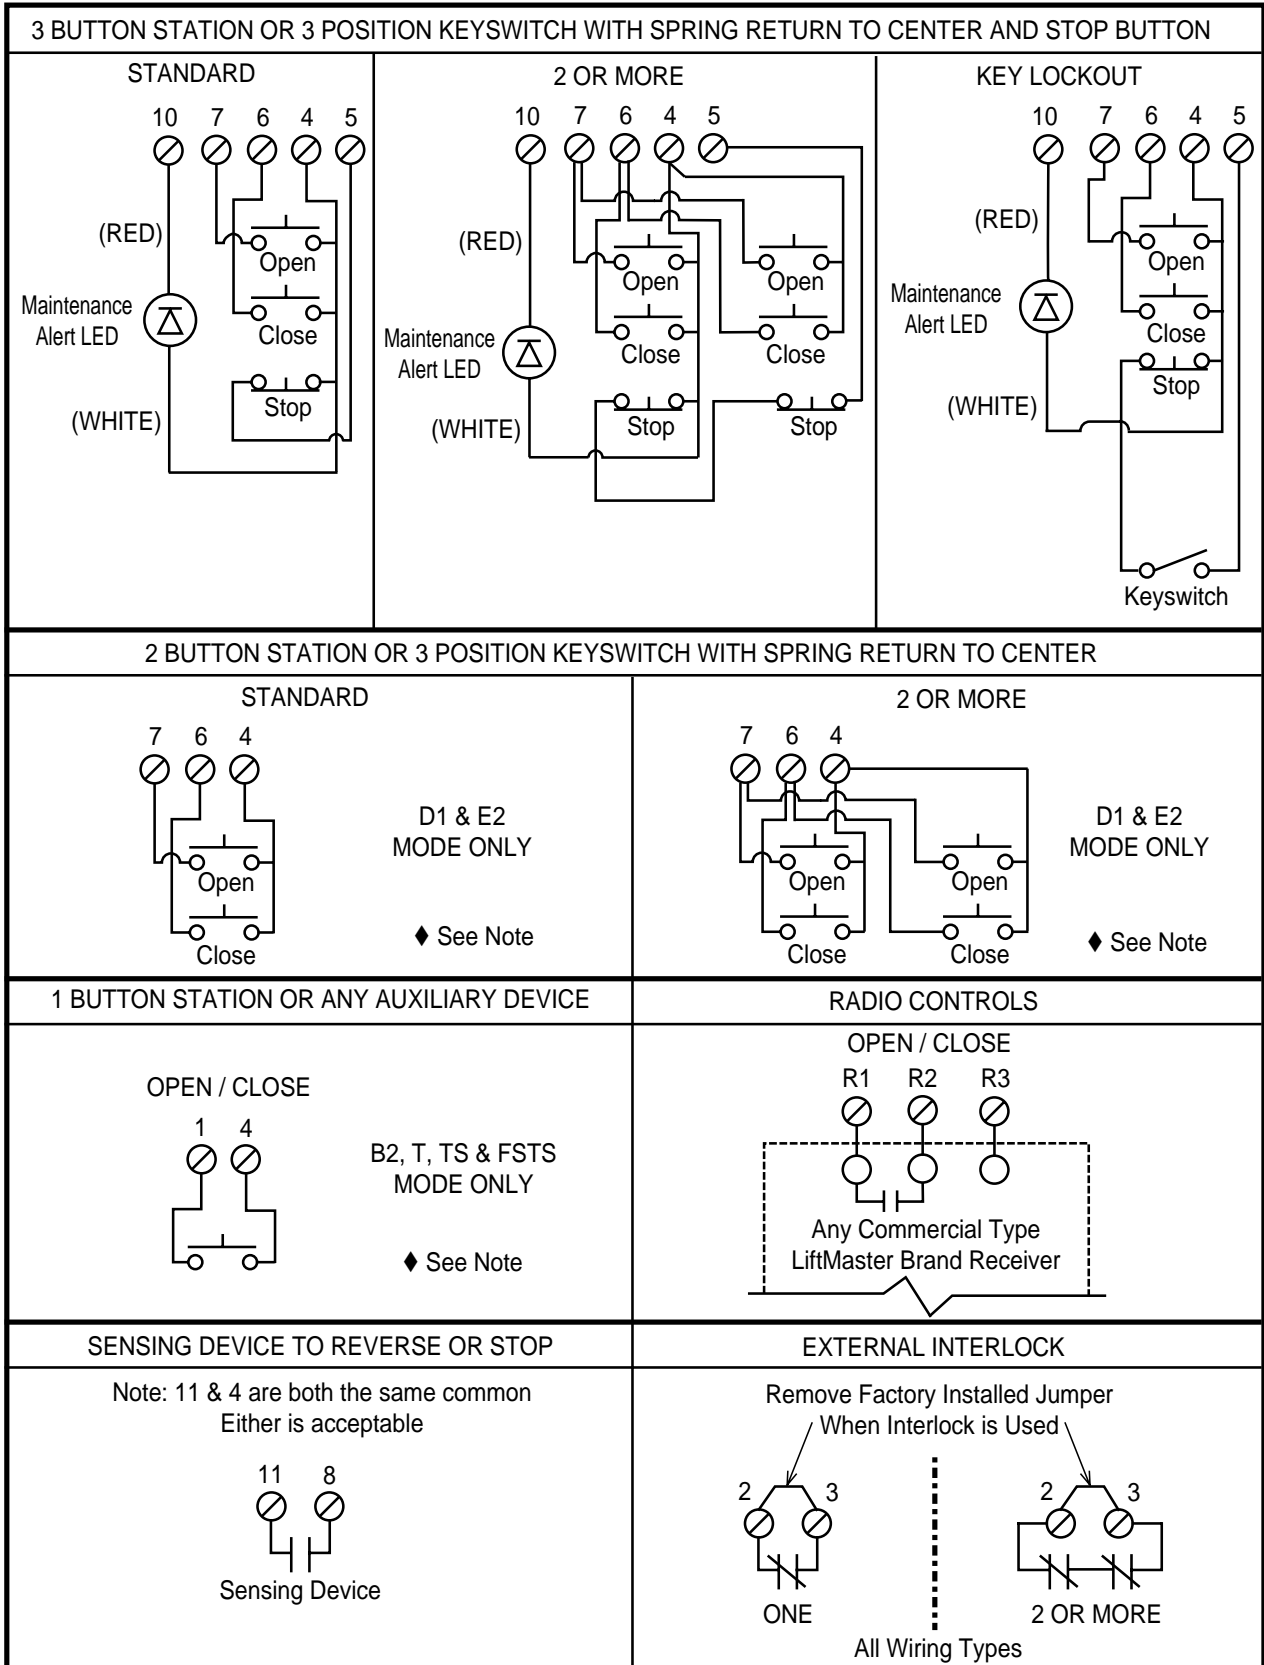 3 BUTTON STATION OR 3 POSITION KEYSWITCH WITH SPRING RETURN TO CENTER AND STOP BUTTON
STANDARD
10 7 6 4 5
(RED)
Open
Maintenance
Alert LED
Close
(WHITE)
Stop
2 OR MORE
10 7 6 4 5
(RED)
Open Open
Maintenance
Alert LED
Close Close
(WHITE)
Stop Stop
KEY LOCKOUT
10 7 6 4 5
(RED)
Open
Maintenance
Alert LED
Close
Stop
(WHITE)
Keyswitch
2 BUTTON STATION OR 3 POSITION KEYSWITCH WITH SPRING RETURN TO CENTER
STANDARD
7 6 4
Open
Close
D1 & E2
MODE ONLY
♦ See Note
2 OR MORE
7 6 4
Open Open
Close Close
D1 & E2
MODE ONLY
♦ See Note
1 BUTTON STATION OR ANY AUXILIARY DEVICE
OPEN / CLOSE
1 4
B2, T, TS & FSTS
MODE ONLY
♦ See Note
RADIO CONTROLS
OPEN / CLOSE
R1 R2 R3
Any Commercial Type
LiftMaster Brand Receiver
SENSING DEVICE TO REVERSE OR STOP
Note: 11 & 4 are both the same common
Either is acceptable
11 8
Sensing Device
EXTERNAL INTERLOCK
Remove Factory Installed Jumper
When Interlock is Used
2 3 2 3
ONE 2 OR MORE
All Wiring Types